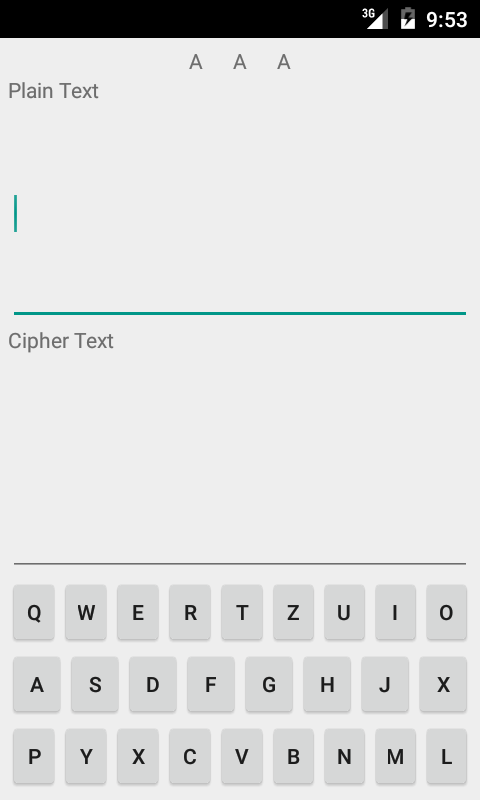 3G 9:53
A A A
Plain Text
Cipher Text
Q W E R T Z U I O
A S D F G H J X
P Y X C V B N M L